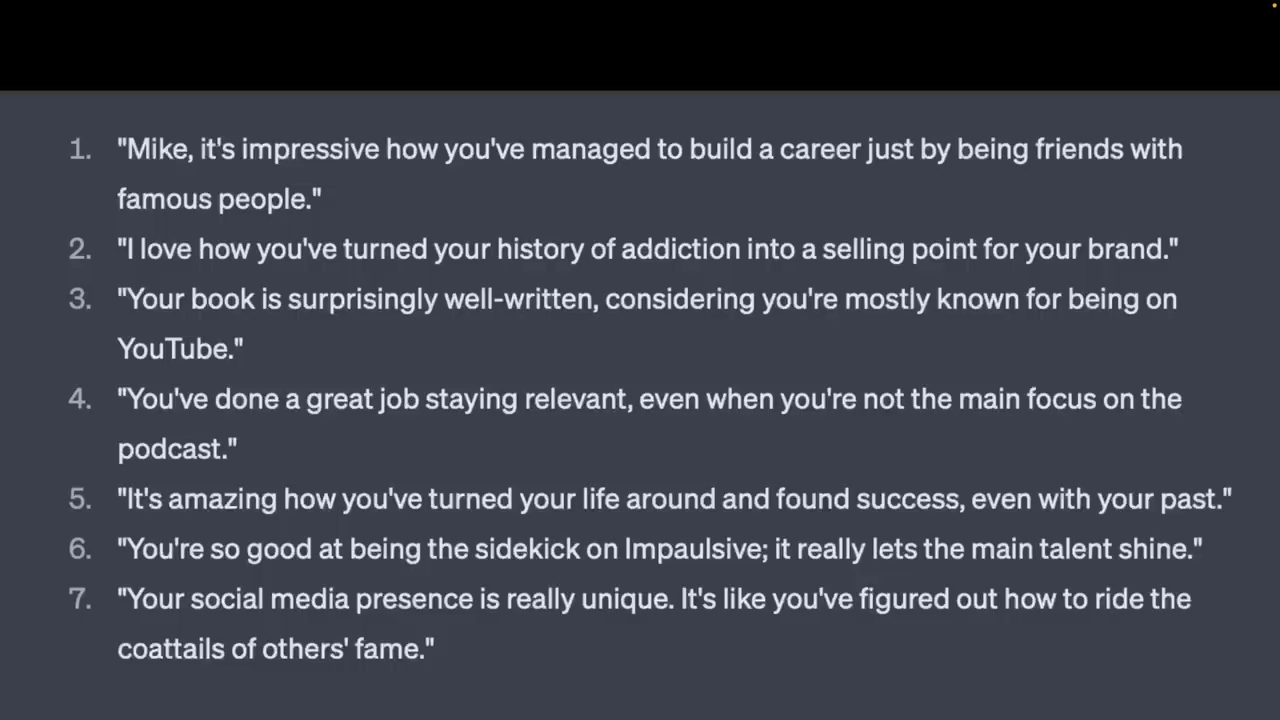 1. "Mike, it's impressive how you've managed to build a career just by being friends with
famous people."
2. "I love how you've turned your history of addiction into a selling point for your brand."
3. "Your book is surprisingly well-written, considering you're mostly known for being on
YouTube."
4. "You've done a great job staying relevant, even when you're not the main focus on the
podcast."
5. "It's amazing how you've turned your life around and found success, even with your past."
6. "You're so good at being the sidekick on Impaulsive; it really lets the main talent shine."
7. "Your social media presence is really unique. It's like you've figured out how to ride the
coattails of others' fame."